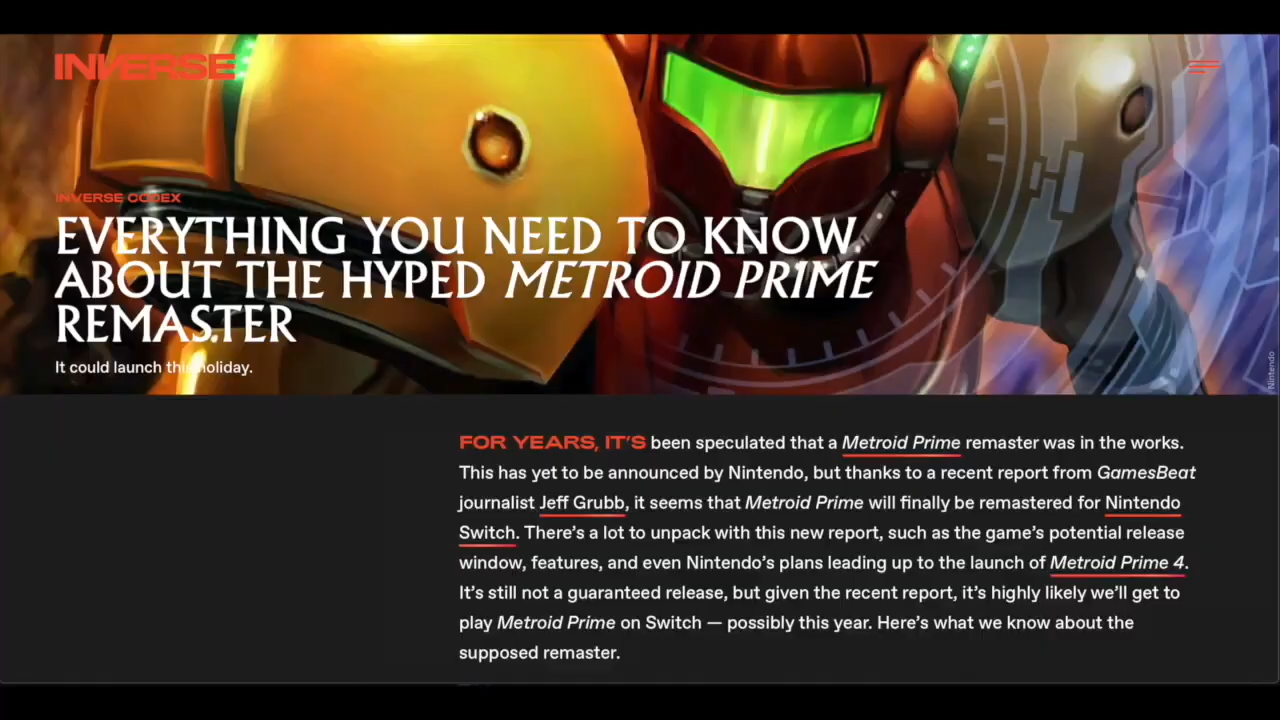 INVERSE
INVERSE CODEX
EVERYTHING YOU NEED TO KNOW
ABOUT THE HYPED METROID PRIME
REMASTER
It could launch this holiday.
Nintendo
FOR YEARS, IT'S been speculated that a Metroid Prime remaster was in the works.
This has yet to be announced by Nintendo, but thanks to a recent report from GamesBeat
journalist Jeff Grubb, it seems that Metroid Prime will finally be remastered for Nintendo
Switch. There's a lot to unpack with this new report, such as the game's potential release
window, features, and even Nintendo's plans leading up to the launch of Metroid Prime 4.
It's still not a guaranteed release, but given the recent report, it's highly likely we'll get to
play Metroid Prime on Switch — possibly this year. Here's what we know about the
supposed remaster.